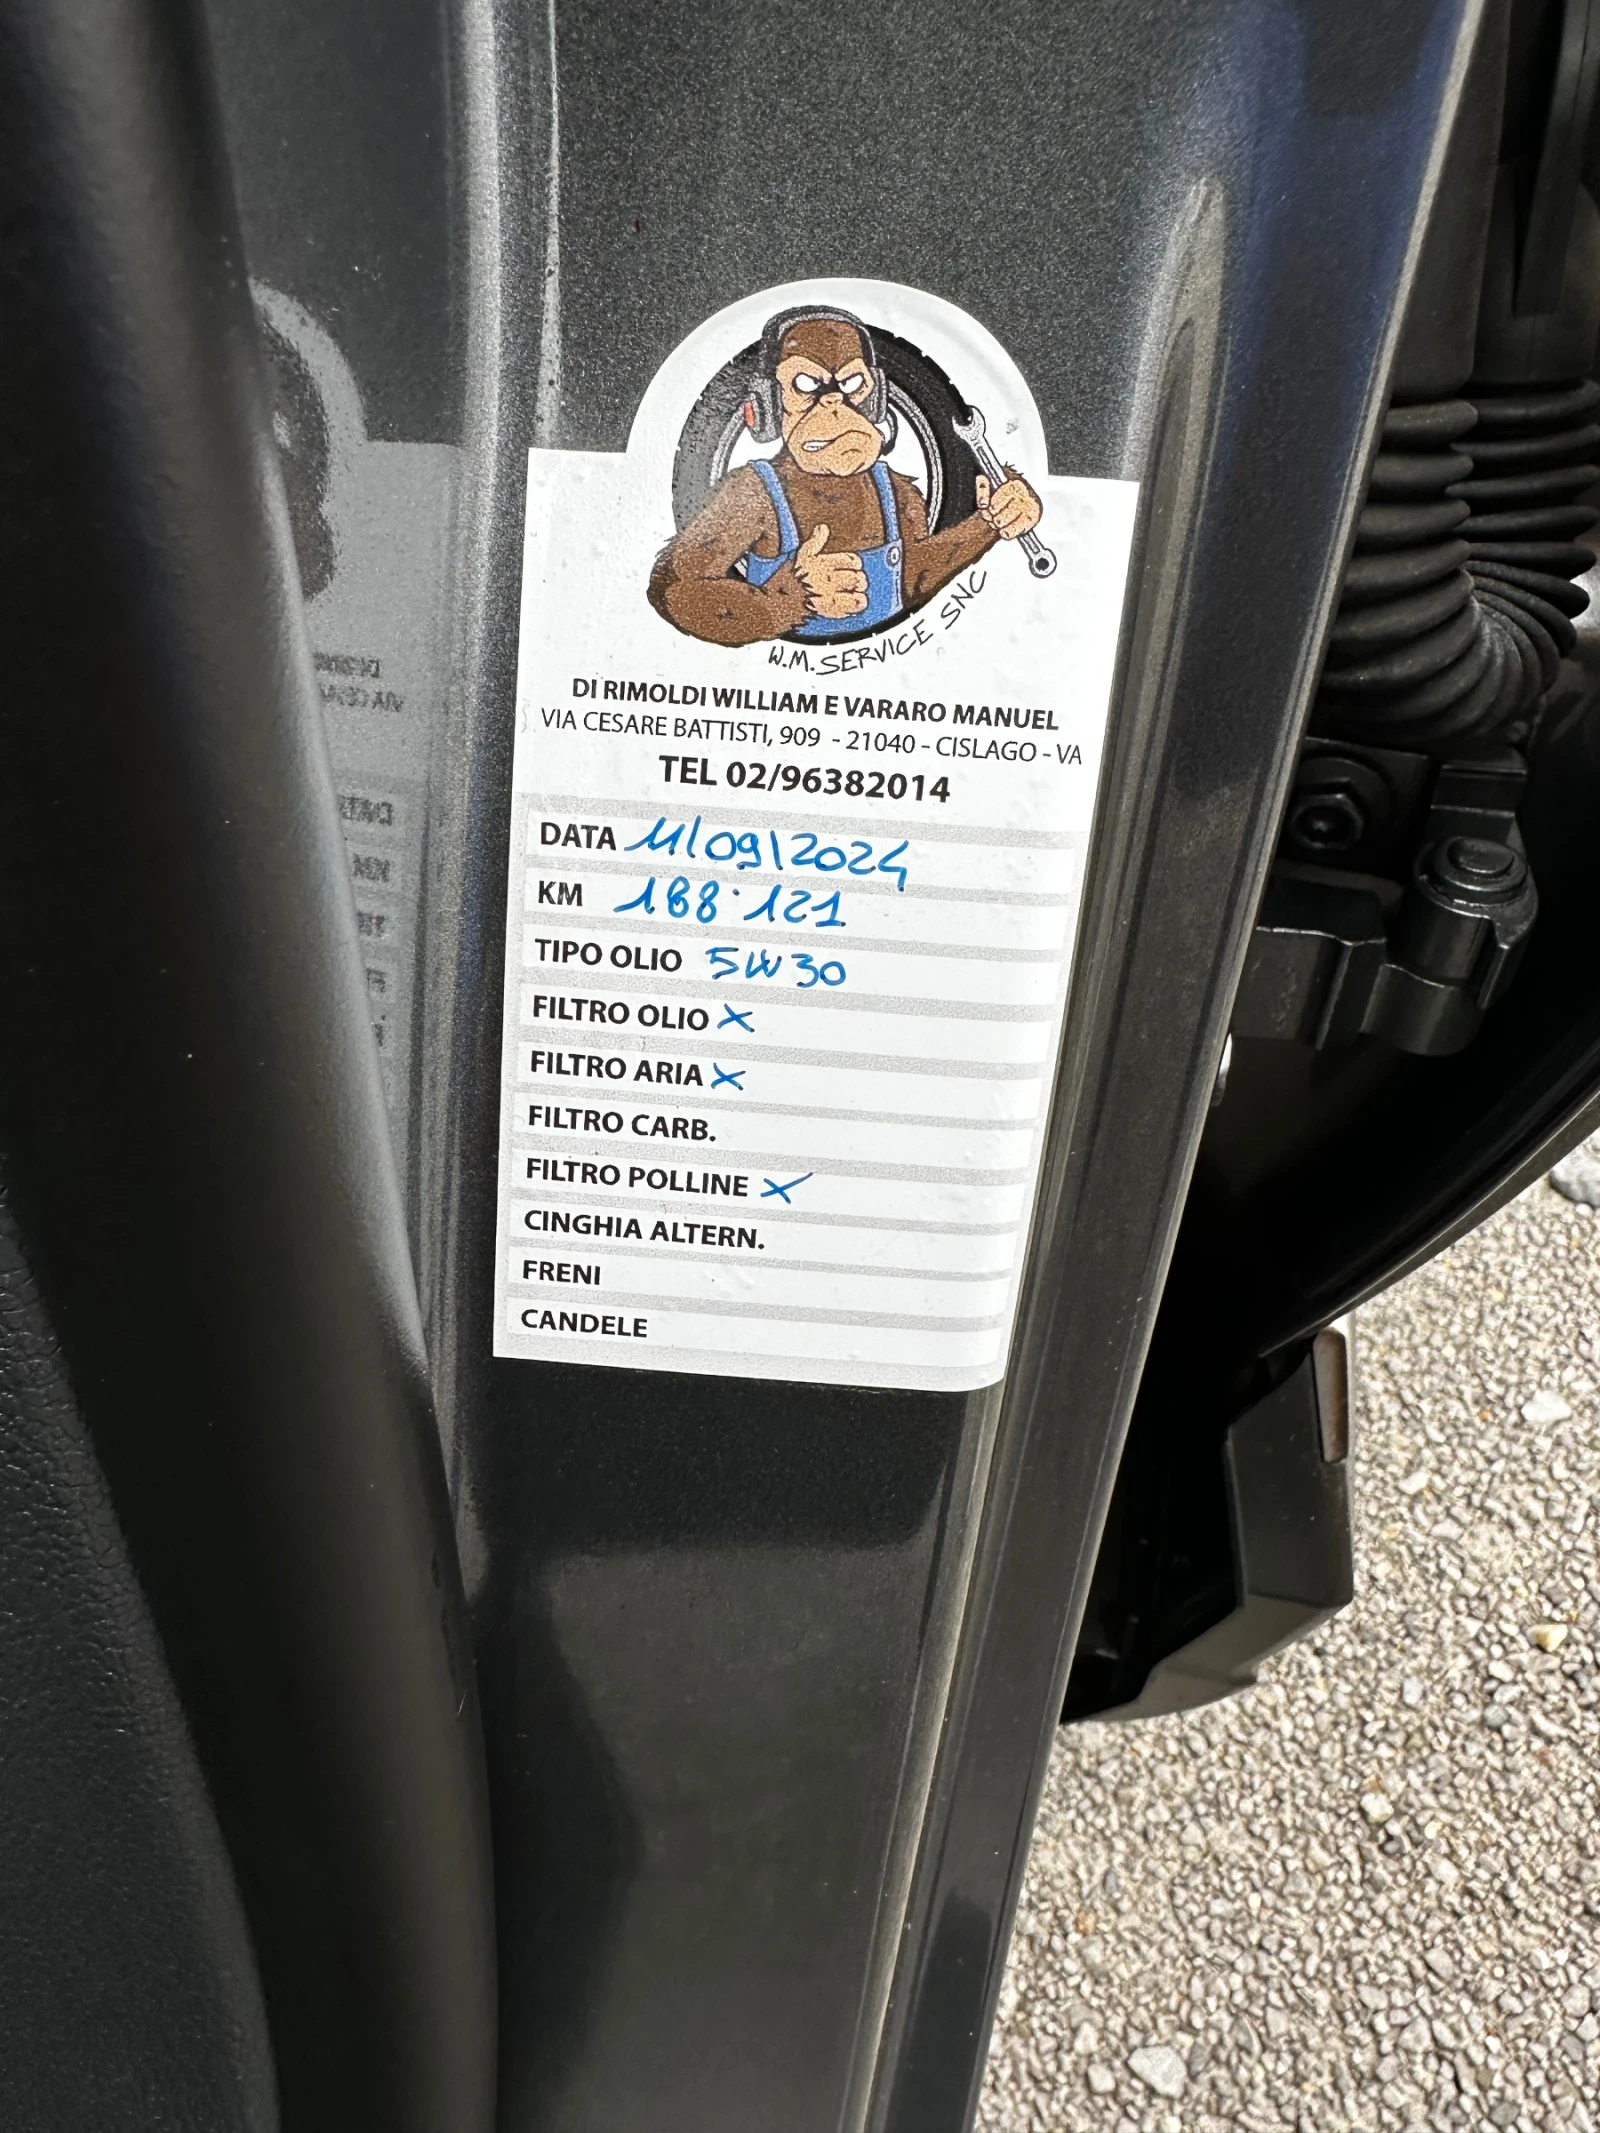 W.M. SERVICE SNC
DI RIMOLDI WILLIAM E VARARO MANUEL
VIA CESARE BATTISTI, 909 - 21040 - CISLAGO - VA
TEL 02/96382014
DATA 11/09/2024
KM 188.121
TIPO OLIO 5W30
FILTRO OLIO X
FILTRO ARIA X
FILTRO CARB.
FILTRO POLLINE X
CINGHIA ALTERN.
FRENI
CANDELE